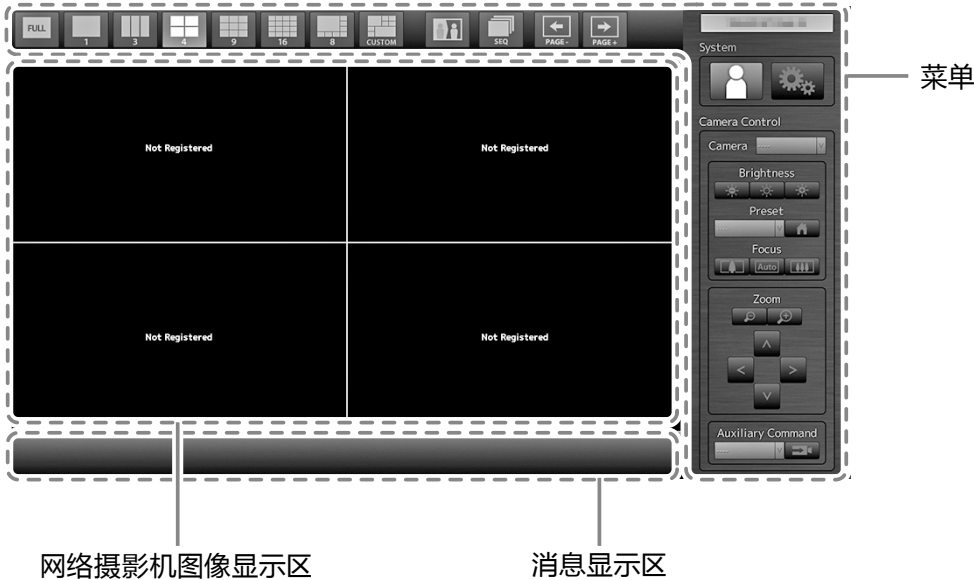 FULL
1
3
4
9
16
8
CUSTOM
SEQ
PAGE -
PAGE +
System
菜单
Camera Control
Camera ----
Brightness
Preset
----
Focus
Auto
Zoom
Auxiliary Command
----
Not Registered
Not Registered
Not Registered
Not Registered
网络摄影机图像显示区
消息显示区